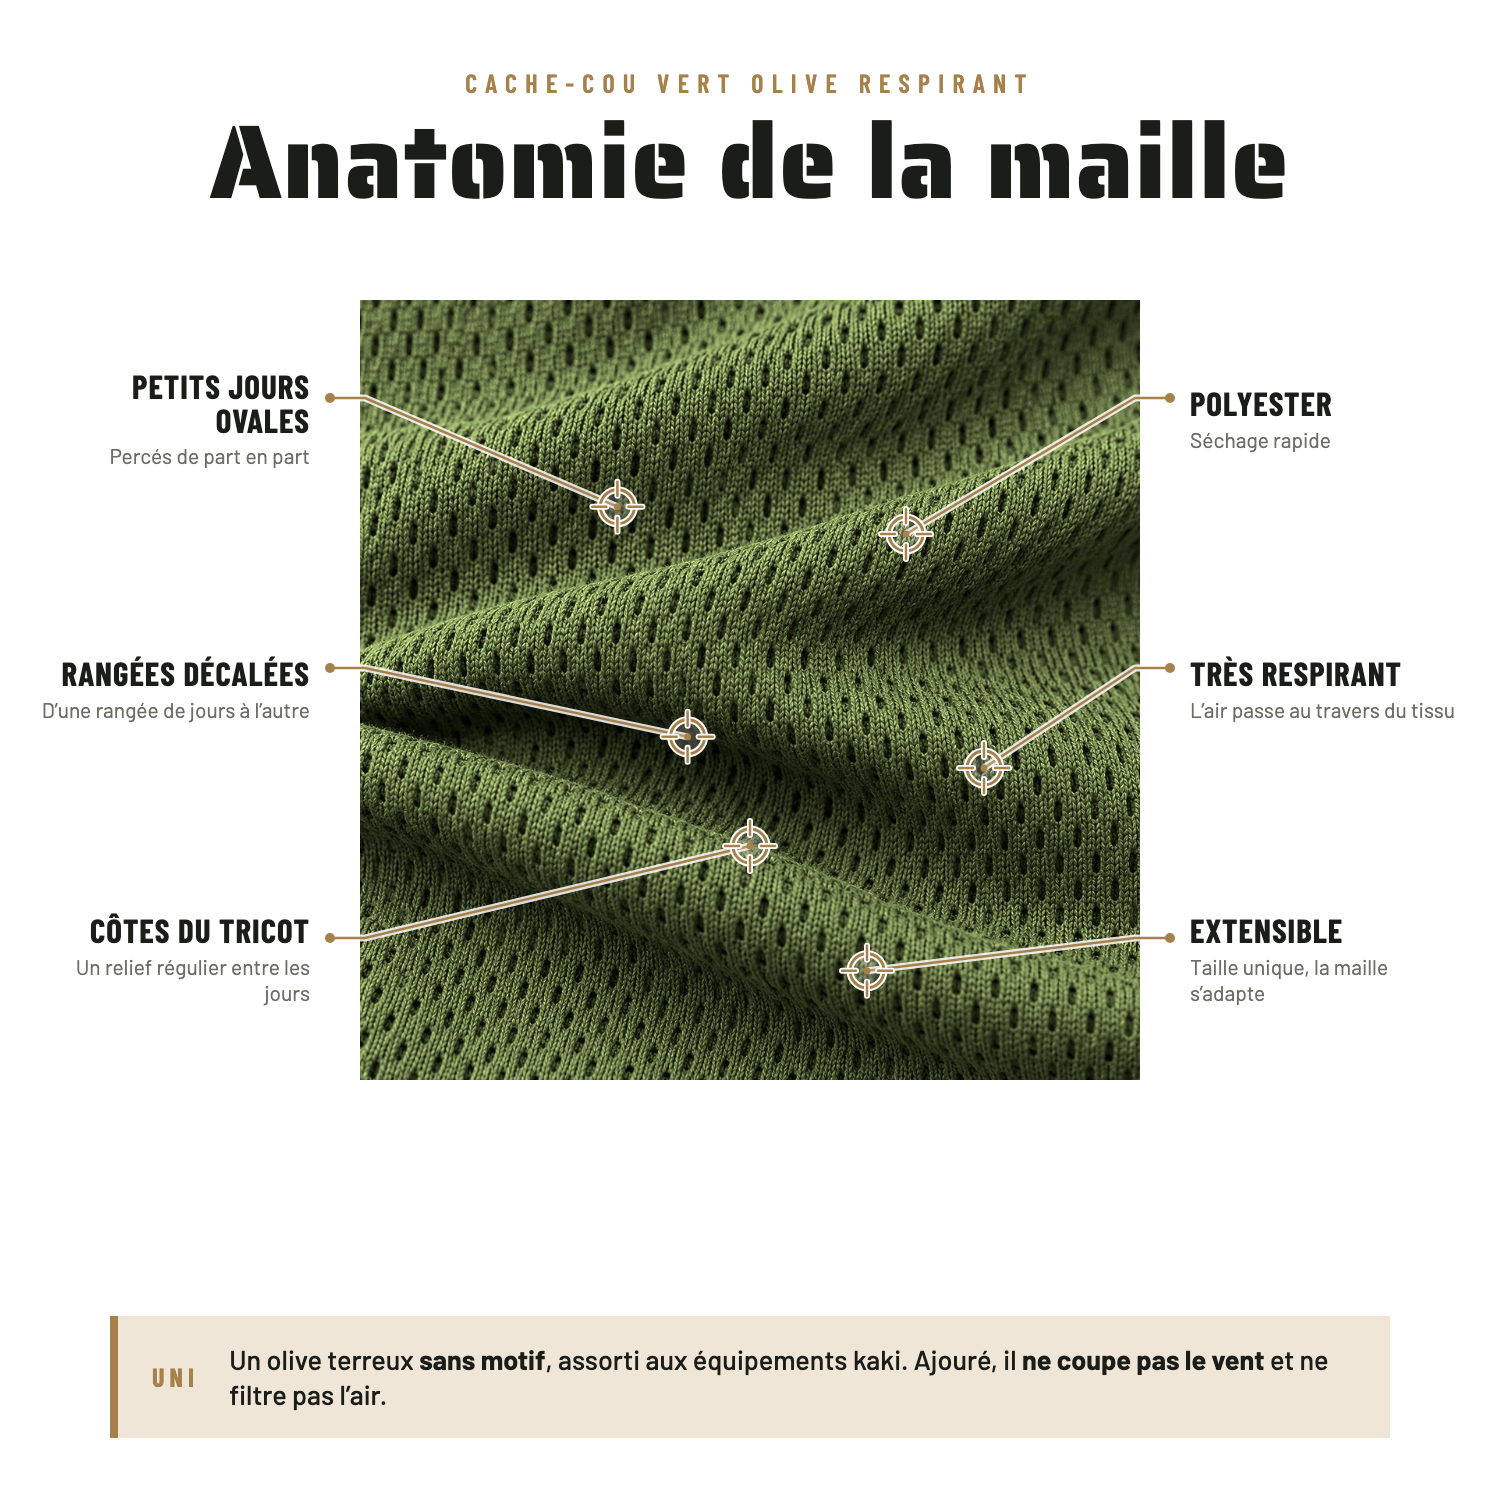 CACHE-COU VERT OLIVE RESPIRANT
Anatomie de la maille
PETITS JOURS
OVALES
Percés de part en part
RANGÉES DÉCALÉES
D’une rangée de jours à l’autre
CÔTES DU TRICOT
Un relief régulier entre les
jours
POLYESTER
Séchage rapide
TRÈS RESPIRANT
L’air passe au travers du tissu
EXTENSIBLE
Taille unique, la maille
s’adapte
UNI
Un olive terreux sans motif, assorti aux équipements kaki. Ajouré, il ne coupe pas le vent et ne
filtre pas l’air.